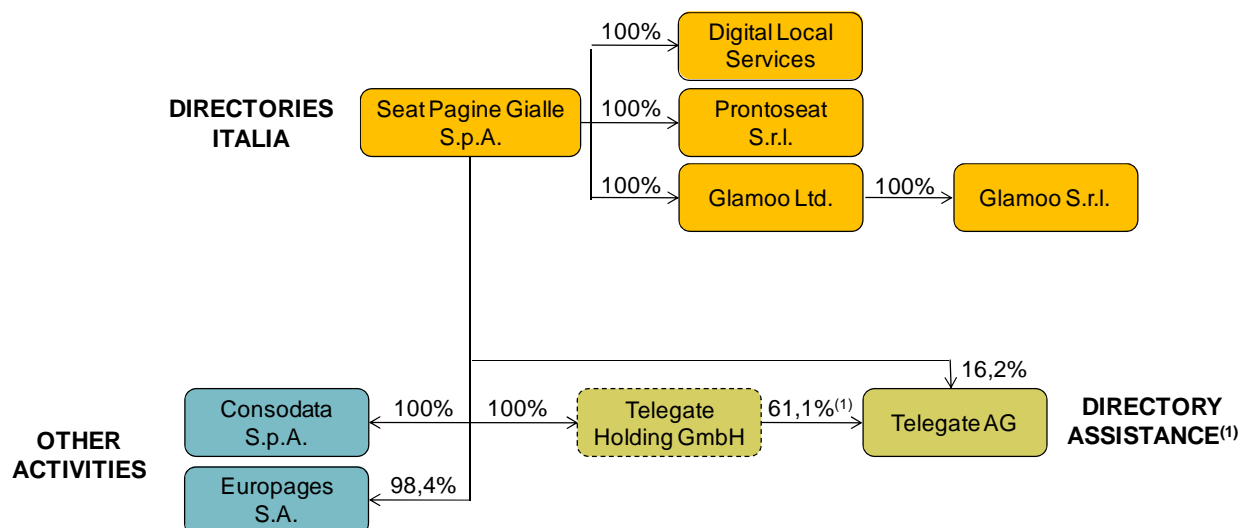 100%
Digital Local
Services
DIRECTORIES
ITALIA
Seat Pagine Gialle
S.p.A.
100%
Prontoseat
S.r.l.
100%
Glamoo Ltd.
100%
Glamoo S.r.l.
16,2%
Consodata
S.p.A.
100%
100%
Telegate
Holding GmbH
61,1%(1)
Telegate AG
DIRECTORY
ASSISTANCE(1)
OTHER
ACTIVITIES
Europages
S.A.
98,4%